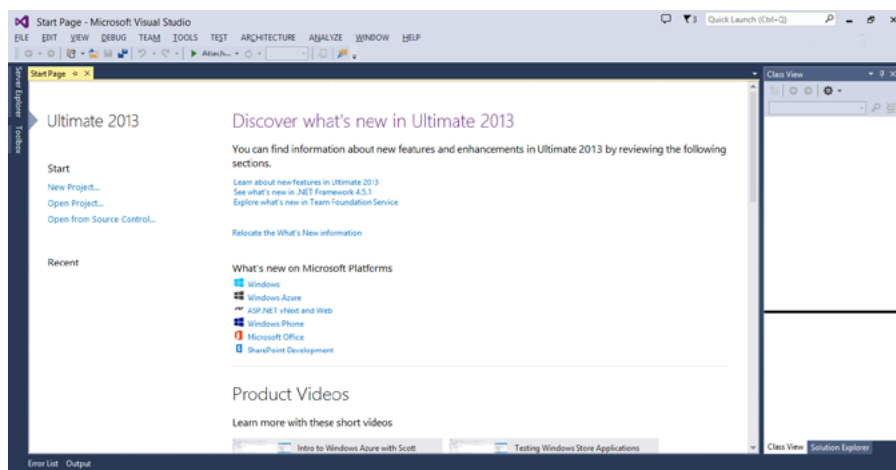 Start Page - Microsoft Visual Studio
3
Quick Launch (Ctrl+Q)
FILE EDIT VIEW DEBUG TEAM TOOLS TEST ARCHITECTURE ANALYZE WINDOW HELP
Attach...
Server Explorer
Toolbox
Start Page
Class View
Ultimate 2013
Start
New Project...
Open Project...
Open from Source Control...
Recent
Discover what's new in Ultimate 2013
You can find information about new features and enhancements in Ultimate 2013 by reviewing the following
sections.
Learn about new features in Ultimate 2013
See what's new in .NET Framework 4.5.1
Explore what's new in Team Foundation Service
Relocate the What's New information
What's new on Microsoft Platforms
Windows
Windows Azure
ASP.NET vNext and Web
Windows Phone
Microsoft Office
SharePoint Development
Product Videos
Learn more with these short videos
Intro to Windows Azure with Scott
Testing Windows Store Applications
Class View Solution Explorer
Error List Output